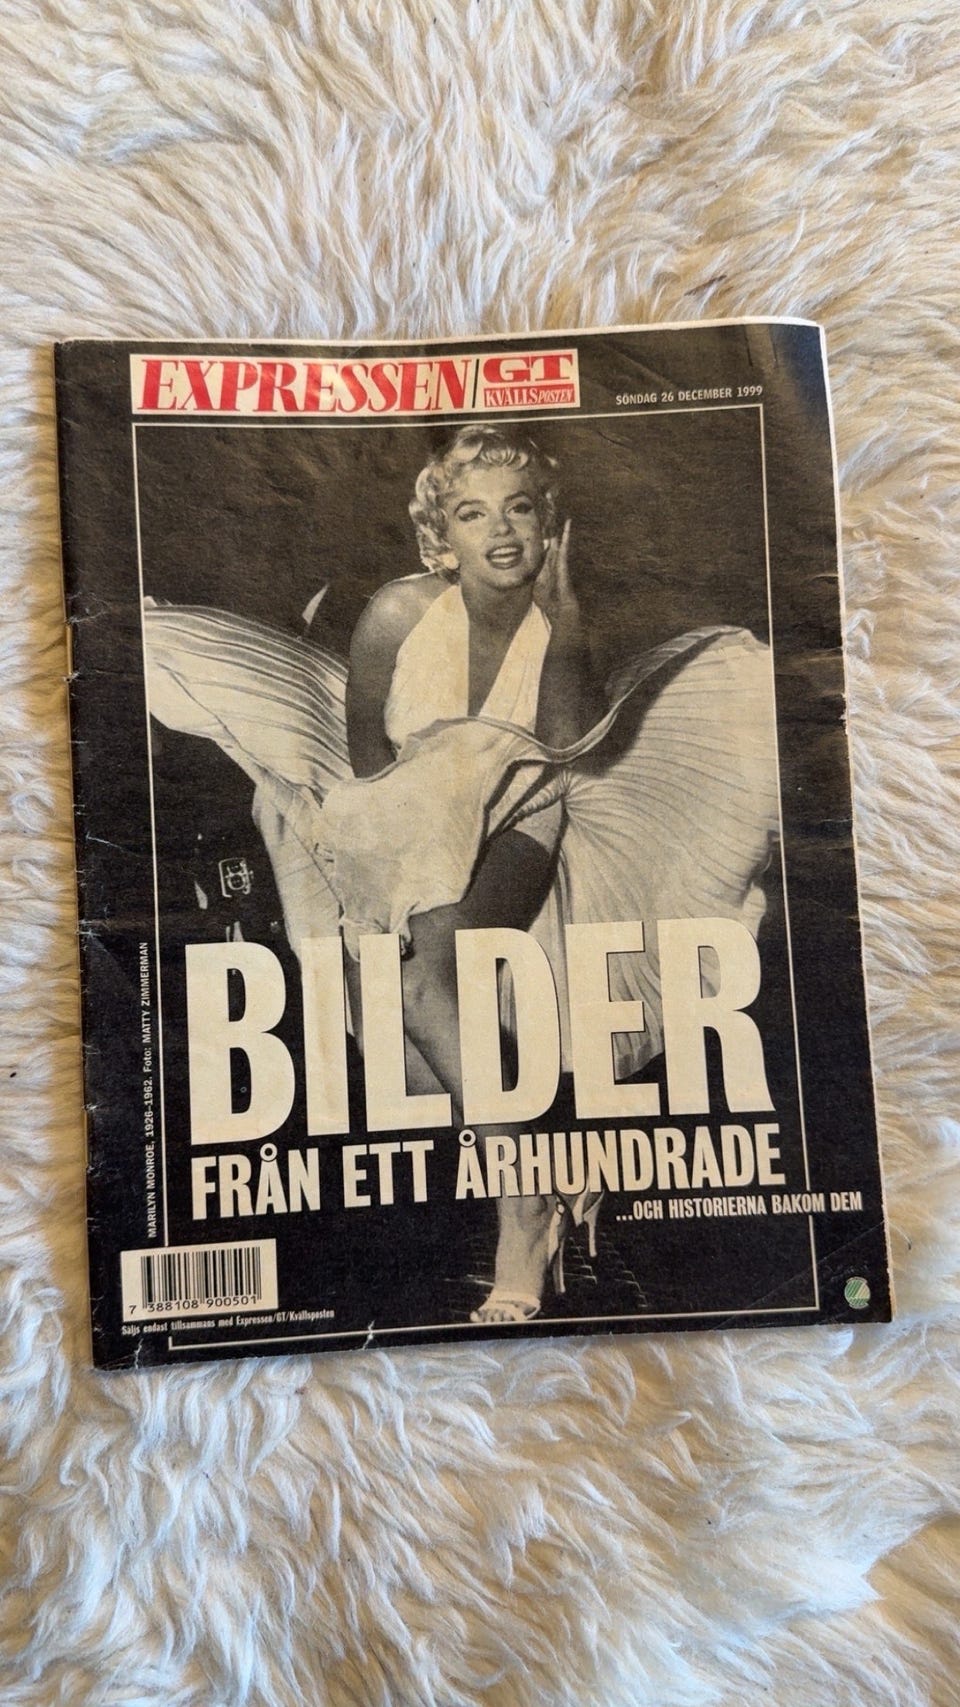 EXPRESSEN/GT
KVÄLLSPOSTEN
SÖNDAG 26 DECEMBER 1999
MARILYN MONROE, 1926–1962. Foto: MATTY ZIMMERMAN
BILDER
FRÅN ETT ÅRHUNDRADE
...OCH HISTORIERNA BAKOM DEM
7 388108 900501
Säljs endast tillsammans med Expressen/GT/Kvällsposten